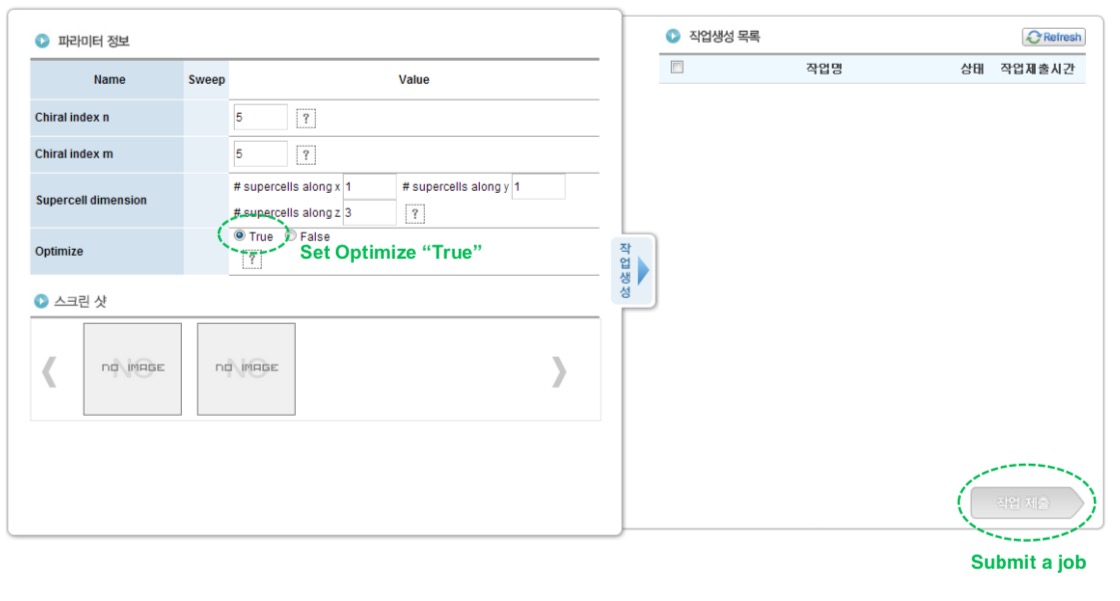 파라미터 정보
Name Sweep Value
Chiral index n 5 ?
Chiral index m 5 ?
Supercell dimension # supercells along x 1 # supercells along y 1
# supercells along z 3 ?
Optimize True False
?
Set Optimize “True”
스크린 샷
NO IMAGE NO IMAGE
작업생성
작업생성 목록 Refresh
작업명 상태 작업제출시간
작업 제출
Submit a job